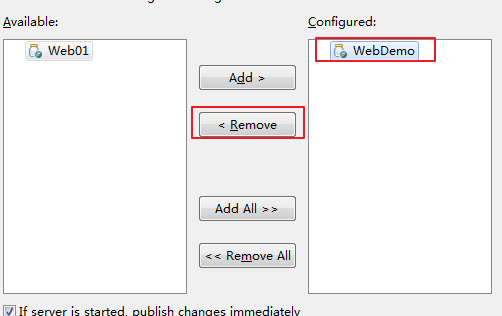 Available:
Configured:
Web01
WebDemo
Add >
< Remove
Add All >>
<< Remove All
If server is started, publish changes immediately